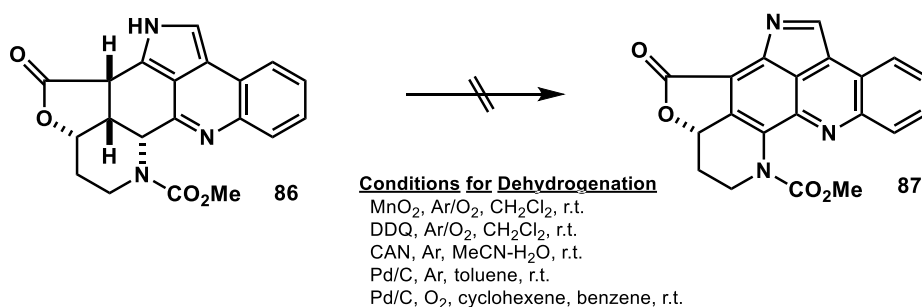 HN
H
O
O
H
N
N
CO₂Me
86
N
O
O
N
N
CO₂Me
87
Conditions for Dehydrogenation
MnO₂, Ar/O₂, CH₂Cl₂, r.t.
DDQ, Ar/O₂, CH₂Cl₂, r.t.
CAN, Ar, MeCN-H₂O, r.t.
Pd/C, Ar, toluene, r.t.
Pd/C, O₂, cyclohexene, benzene, r.t.